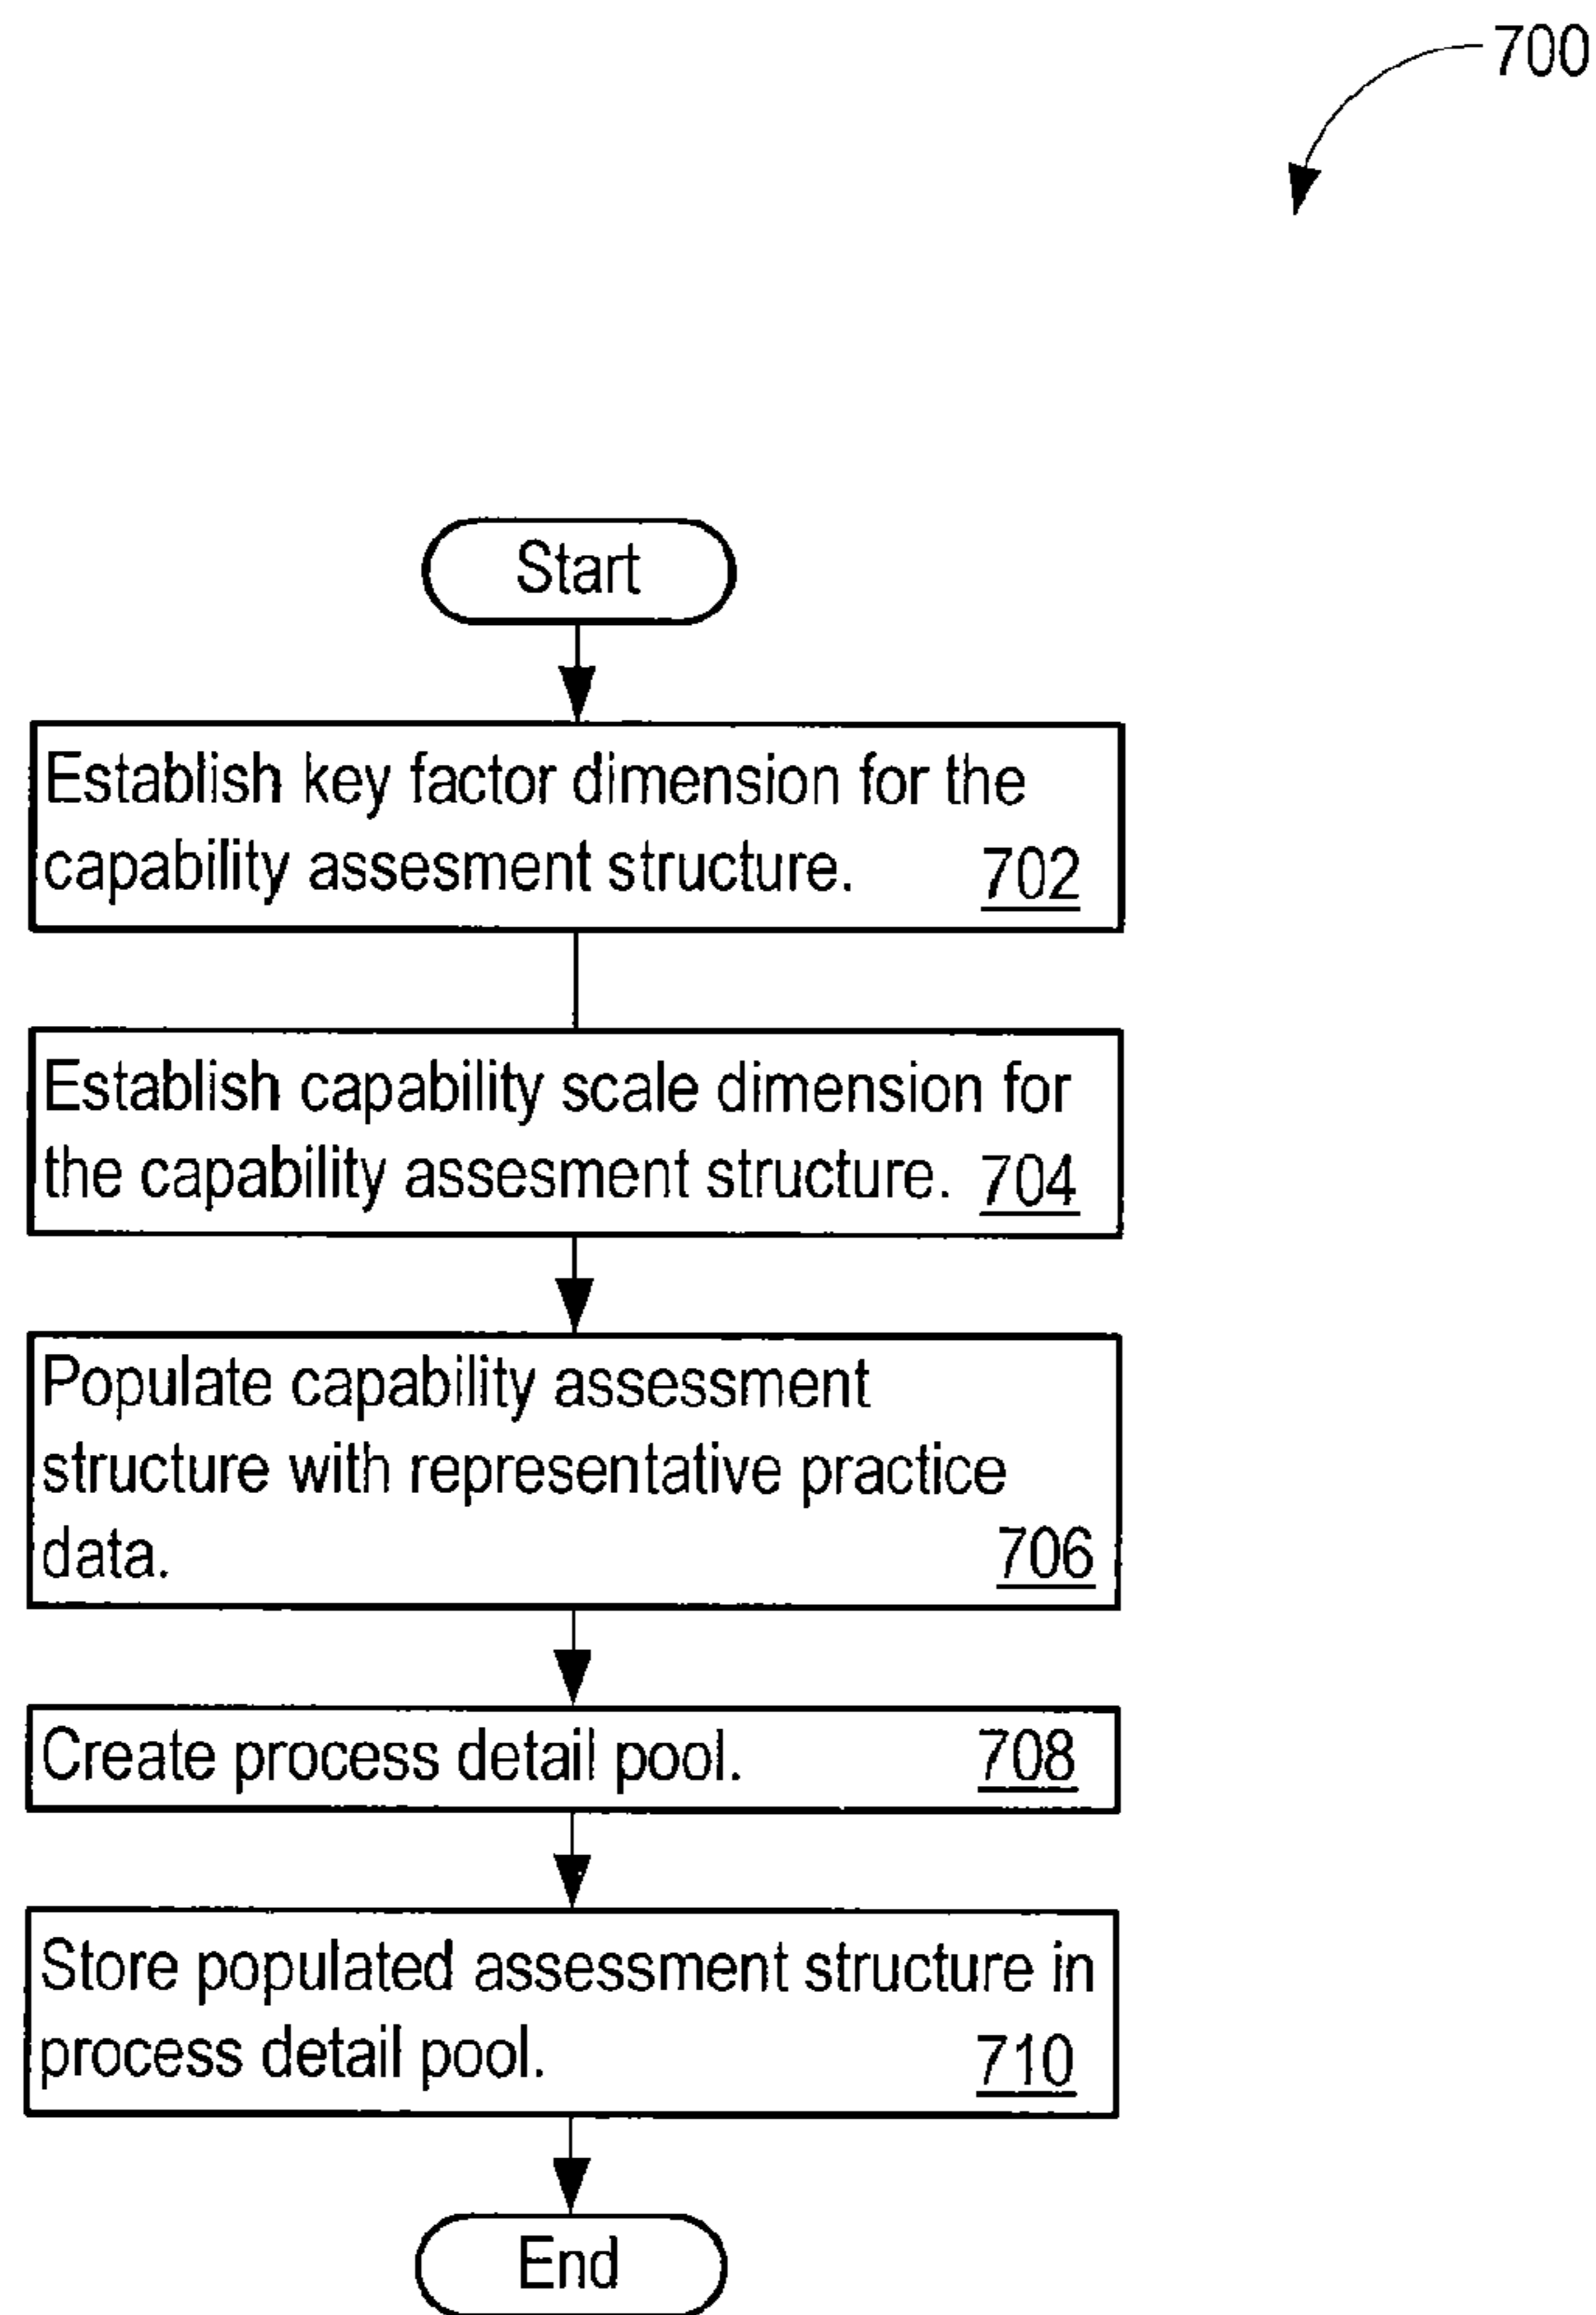 700
Start
Establish key factor dimension for the
capability assesment structure. 702
Establish capability scale dimension for
the capability assesment structure. 704
Populate capability assessment
structure with representative practice
data. 706
Create process detail pool. 708
Store populated assessment structure in
process detail pool. 710
End